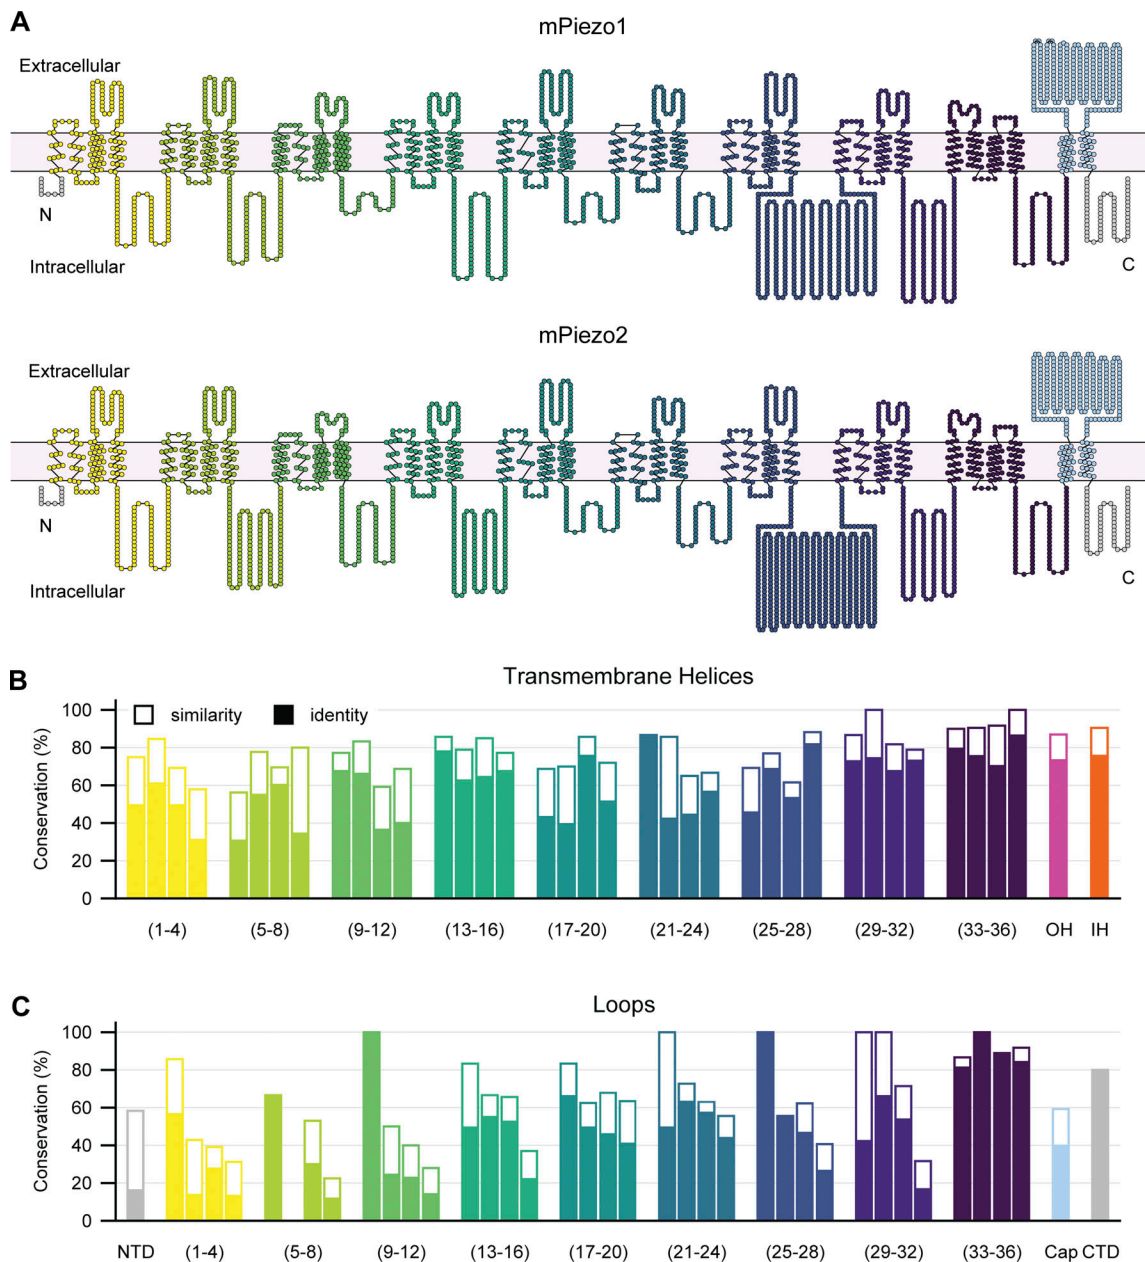 A
mPiezo1
Extracellular
N
Intracellular
C
mPiezo2
Extracellular
N
Intracellular
C
B
Transmembrane Helices
similarity
identity
Conservation (%)
100
80
60
40
20
0
(1-4)
(5-8)
(9-12)
(13-16)
(17-20)
(21-24)
(25-28)
(29-32)
(33-36)
OH
IH
C
Loops
Conservation (%)
100
80
60
40
20
0
NTD
(1-4)
(5-8)
(9-12)
(13-16)
(17-20)
(21-24)
(25-28)
(29-32)
(33-36)
Cap
CTD